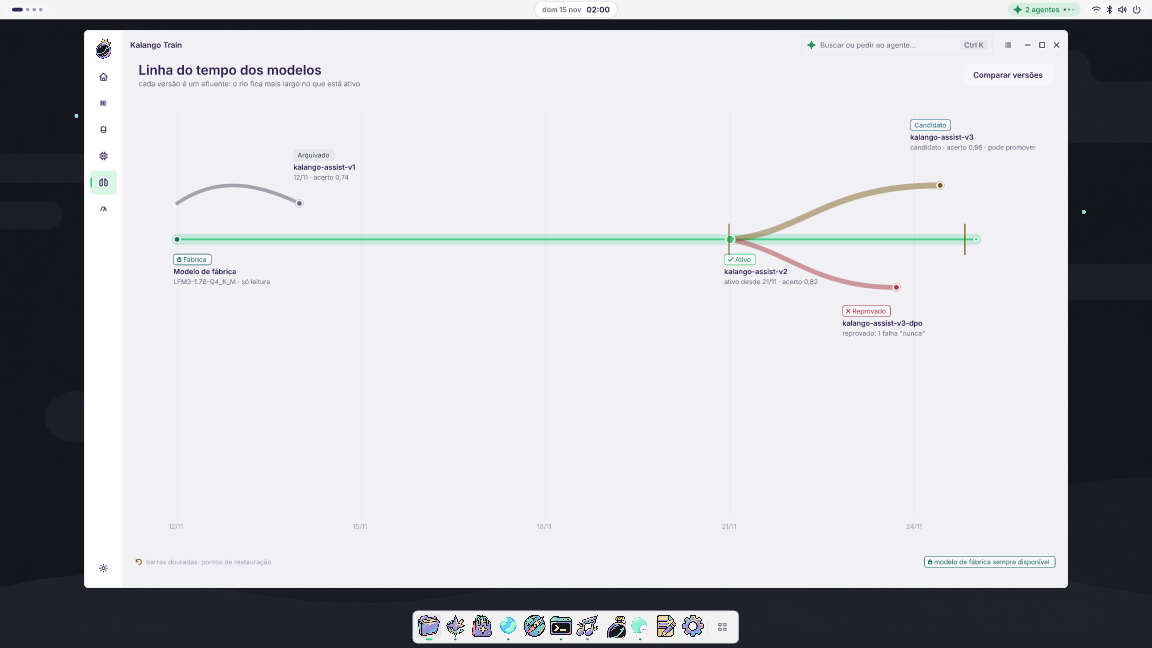 dom 15 nov 02:00
2 agentes
Kalango Train
Buscar ou pedir ao agente...
Ctrl K
Linha do tempo dos modelos
cada versão é um afluente: o rio fica mais largo no que está ativo
Comparar versões
Candidato
kalango-assist-v3
candidato · acerto 0,86 · pode promover
Arquivado
kalango-assist-v1
12/11 · acerto 0,74
Fábrica
Modelo de fábrica
LFM3-1.7B-Q4_K_M · só leitura
Ativo
kalango-assist-v2
ativo desde 21/11 · acerto 0,82
Reprovado
kalango-assist-v3-dpo
reprovado: 1 falha "nunca"
12/11
15/11
18/11
21/11
24/11
barras douradas: pontos de restauração
modelo de fábrica sempre disponível